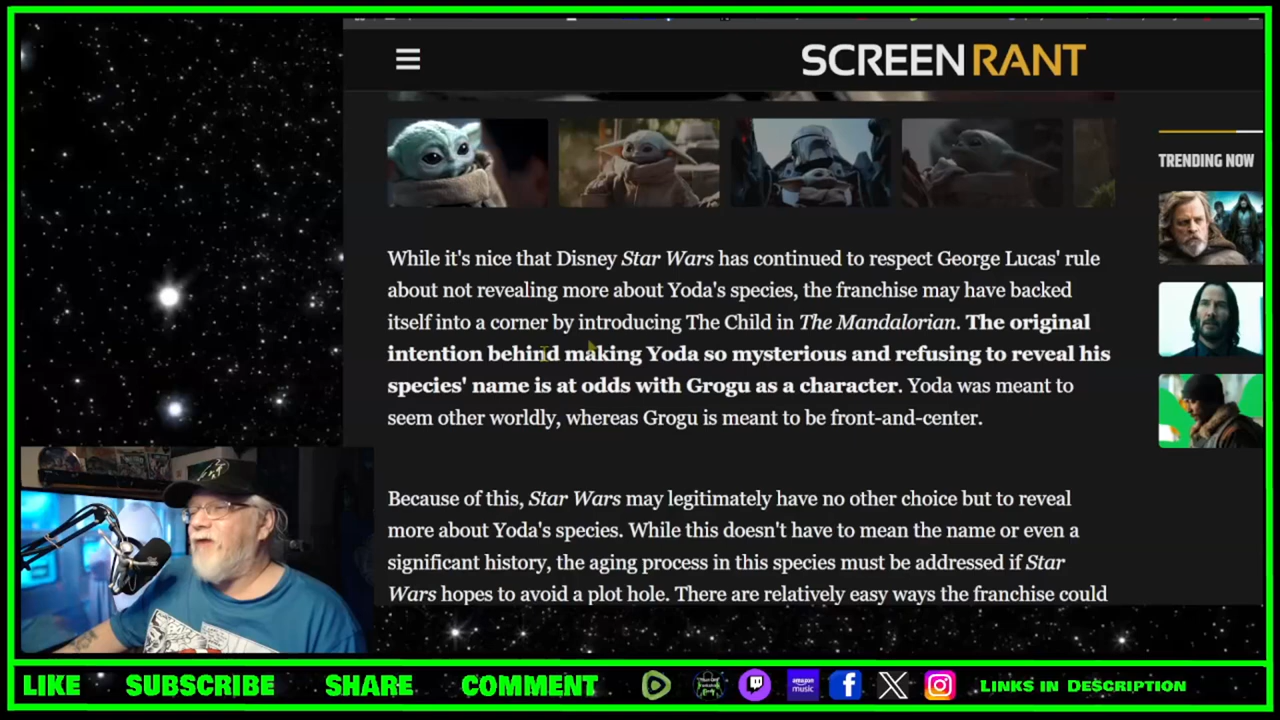 SCREENRANT
TRENDING NOW
While it's nice that Disney Star Wars has continued to respect George Lucas' rule
about not revealing more about Yoda's species, the franchise may have backed
itself into a corner by introducing The Child in The Mandalorian. The original
intention behind making Yoda so mysterious and refusing to reveal his
species' name is at odds with Grogu as a character. Yoda was meant to
seem other worldly, whereas Grogu is meant to be front-and-center.
Because of this, Star Wars may legitimately have no other choice but to reveal
more about Yoda's species. While this doesn't have to mean the name or even a
significant history, the aging process in this species must be addressed if Star
Wars hopes to avoid a plot hole. There are relatively easy ways the franchise could
LIKE SUBSCRIBE SHARE COMMENT amazon music LINKS IN DESCRIPTION